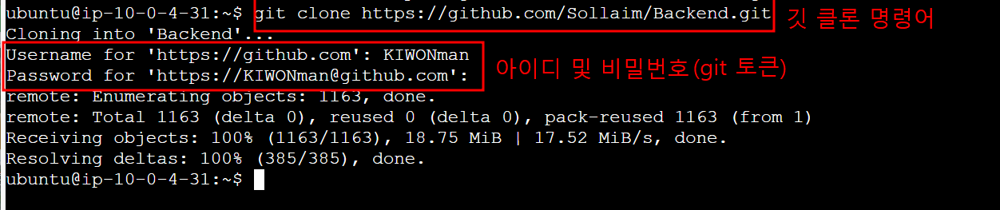 ubuntu@ip-10-0-4-31:~$ git clone https://github.com/Sollaim/Backend.git
깃 클론 명령어
Cloning into 'Backend'...
Username for 'https://github.com': KIWONman
Password for 'https://KIWONman@github.com':
아이디 및 비밀번호(git 토큰)
remote: Enumerating objects: 1163, done.
remote: Total 1163 (delta 0), reused 0 (delta 0), pack-reused 1163 (from 1)
Receiving objects: 100% (1163/1163), 18.75 MiB | 17.52 MiB/s, done.
Resolving deltas: 100% (385/385), done.
ubuntu@ip-10-0-4-31:~$